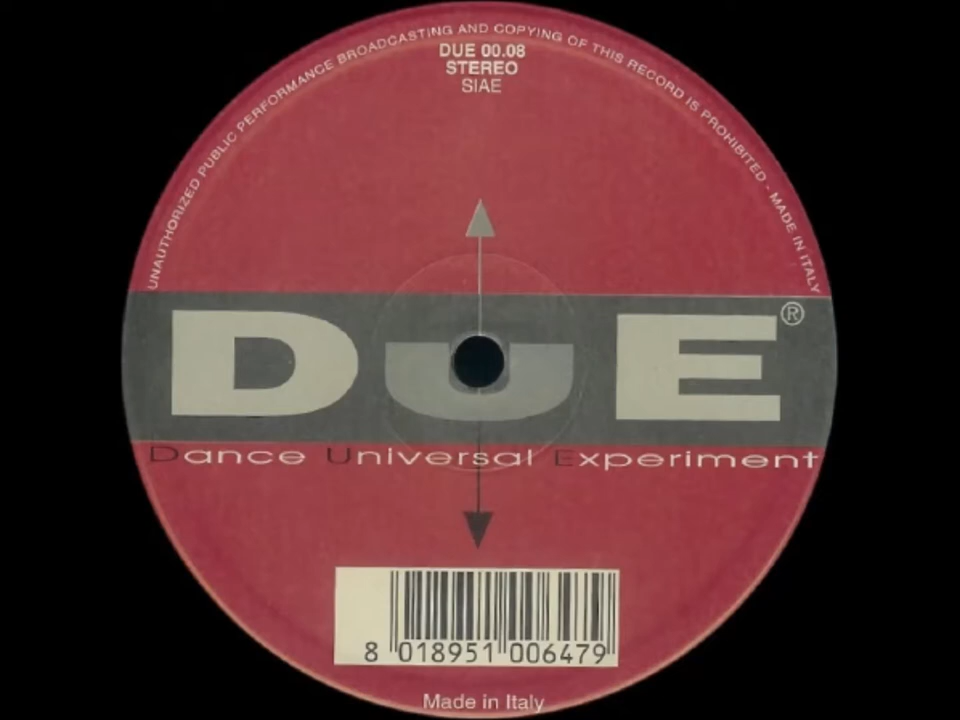 UNAUTHORIZED PUBLIC PERFORMANCE BROADCASTING AND COPYING OF THIS RECORD IS PROHIBITED - MADE IN ITALY
DUE 00.08
STEREO
SIAE
DUE®
Dance Universal Experiment
8 018951 006479
Made in Italy